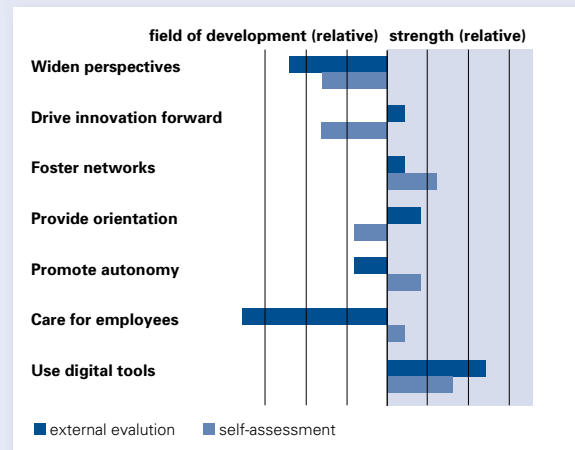 field of development (relative) strength (relative)
Widen perspectives
Drive innovation forward
Foster networks
Provide orientation
Promote autonomy
Care for employees
Use digital tools
external evalution self-assessment